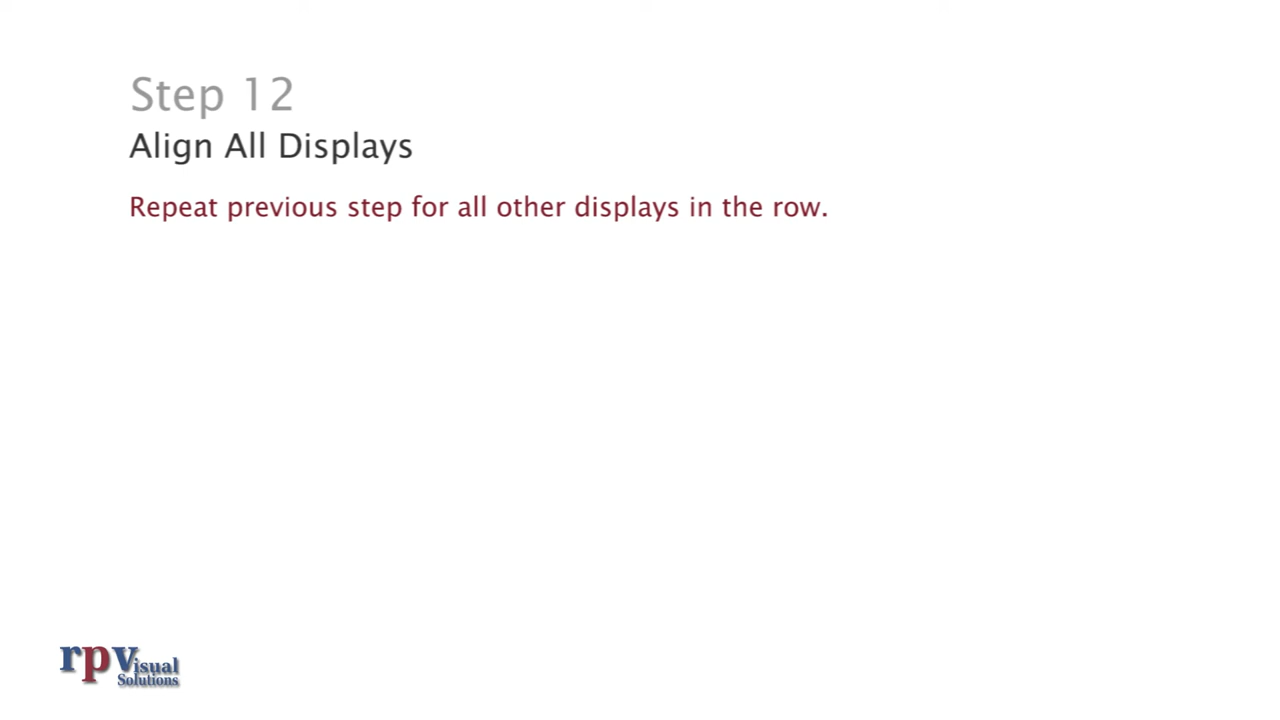 Step 12
Align All Displays
Repeat previous step for all other displays in the row.
rpvisual
Solutions